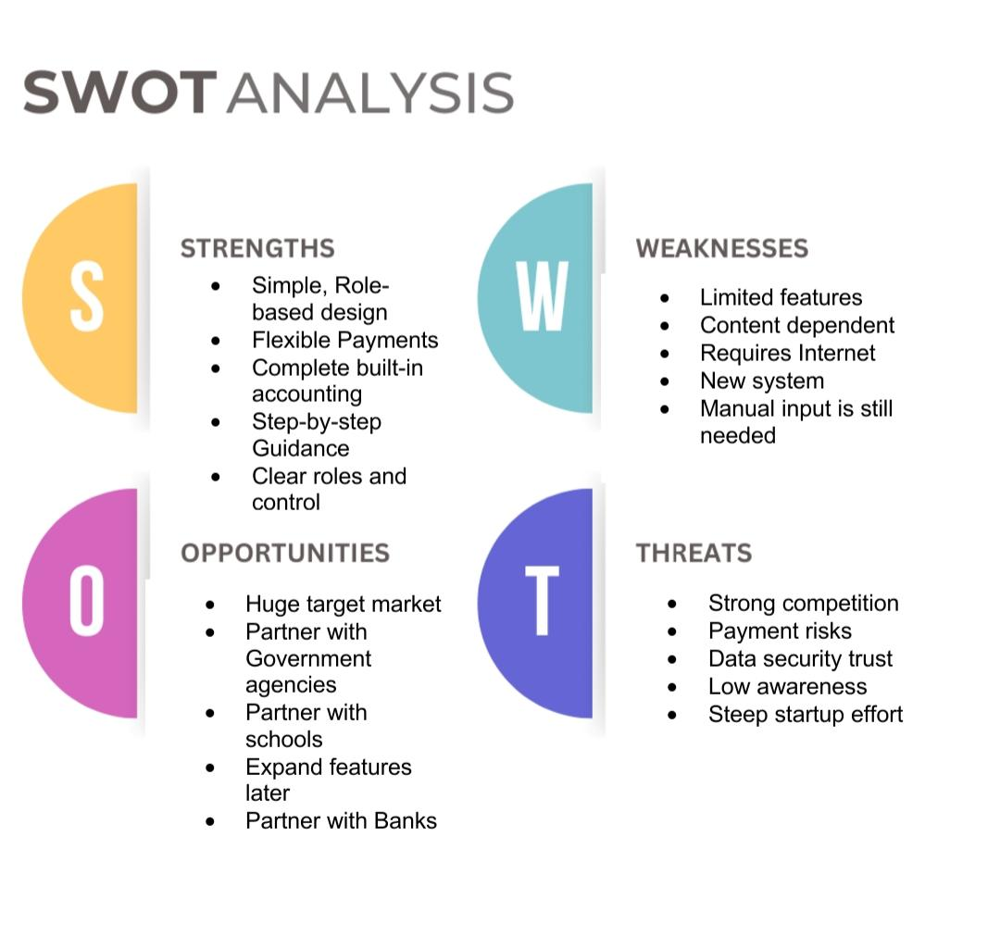 SWOT ANALYSIS
S
STRENGTHS
• Simple, Role-
based design
• Flexible Payments
• Complete built-in
accounting
• Step-by-step
Guidance
• Clear roles and
control
W
WEAKNESSES
• Limited features
• Content dependent
• Requires Internet
• New system
• Manual input is still
needed
O
OPPORTUNITIES
• Huge target market
• Partner with
Government
agencies
• Partner with
schools
• Expand features
later
• Partner with Banks
T
THREATS
• Strong competition
• Payment risks
• Data security trust
• Low awareness
• Steep startup effort